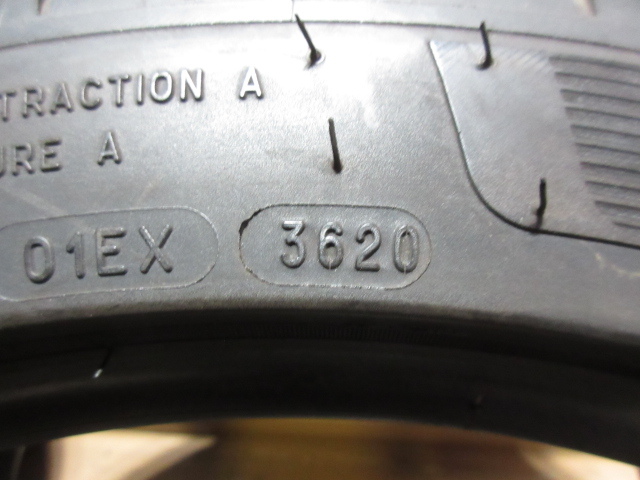 TRACTION A
URE A
01EX 3620